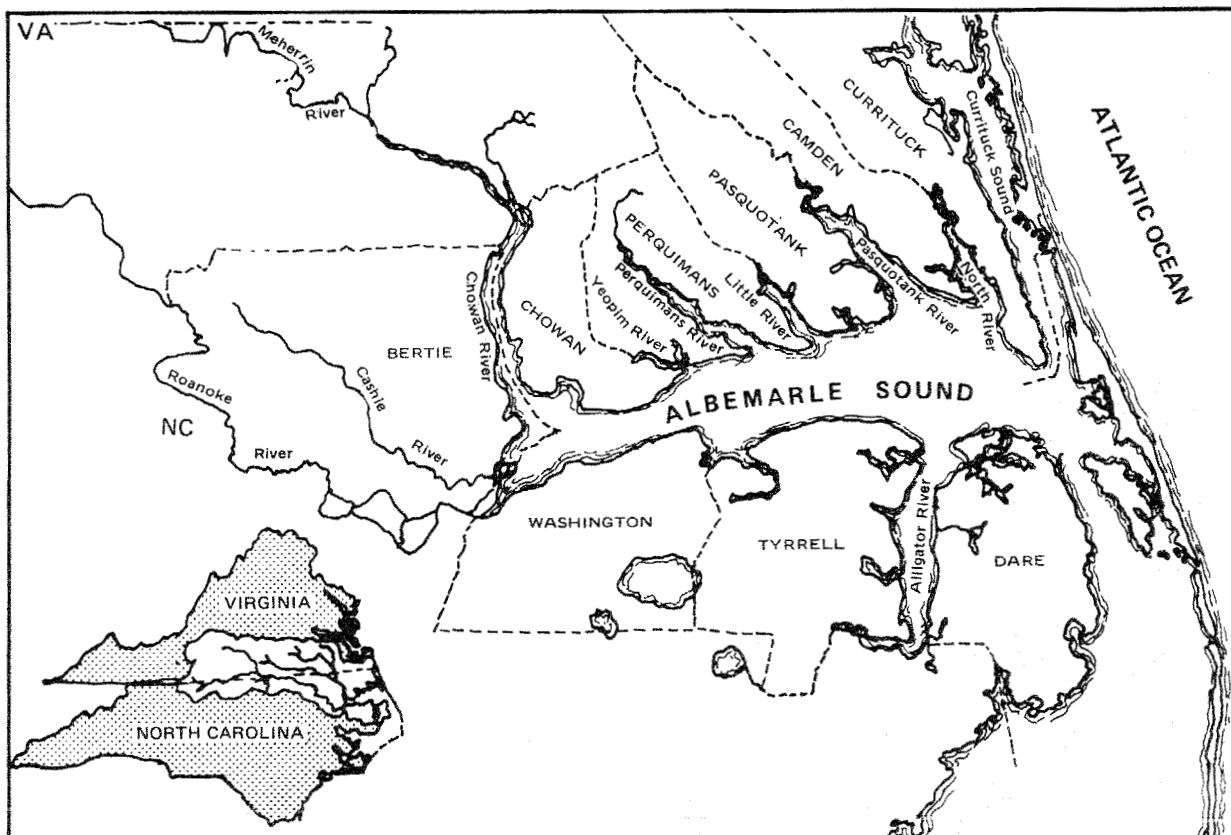 VA
Meherrin
River
CURRITUCK
Currituck Sound
ATLANTIC OCEAN
CAMDEN
PASQUOTANK
Pasquotank River
North
River
PERQUIMANS
Perquimans River
Little River
Yeopim River
CHOWAN
Chowan River
BERTIE
Cashie
River
Roanoke
River
NC
ALBEMARLE SOUND
WASHINGTON
TYRRELL
Alligator River
DARE
VIRGINIA
NORTH CAROLINA